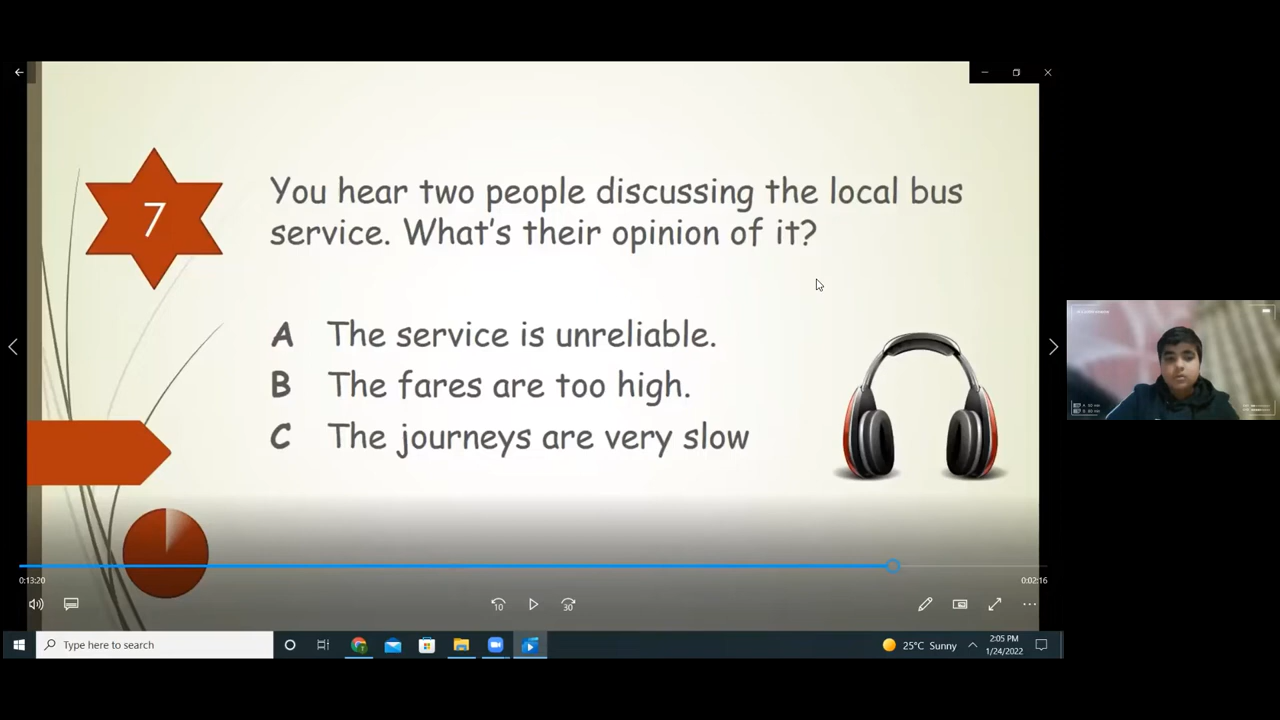 7
You hear two people discussing the local bus
service. What's their opinion of it?
A The service is unreliable.
B The fares are too high.
C The journeys are very slow
0:13:20
0:02:16
10
30
Type here to search
25°C Sunny
2:05 PM
1/24/2022